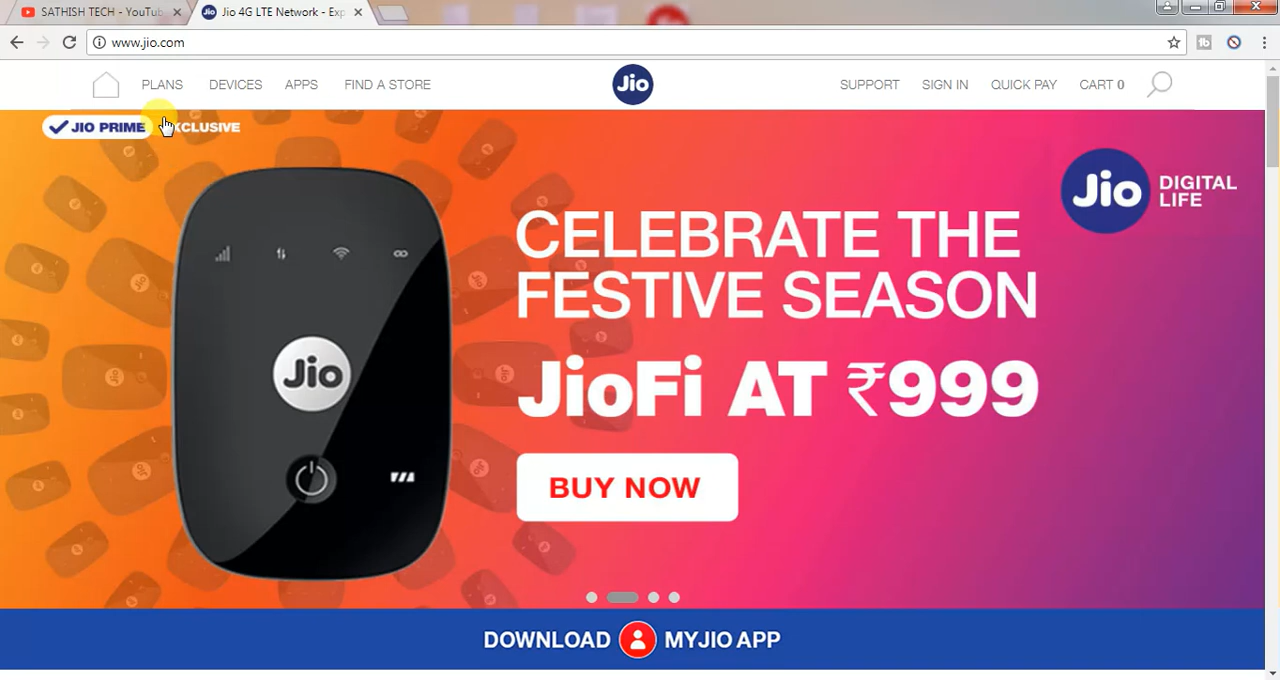 SATHISH TECH - YouTub
Jio 4G LTE Network - Exp
www.jio.com
PLANS DEVICES APPS FIND A STORE Jio SUPPORT SIGN IN QUICK PAY CART 0
JIO PRIME XCLUSIVE
Jio DIGITAL
LIFE
CELEBRATE THE
FESTIVE SEASON
Jio
JioFi AT ₹999
BUY NOW
DOWNLOAD MYJIO APP